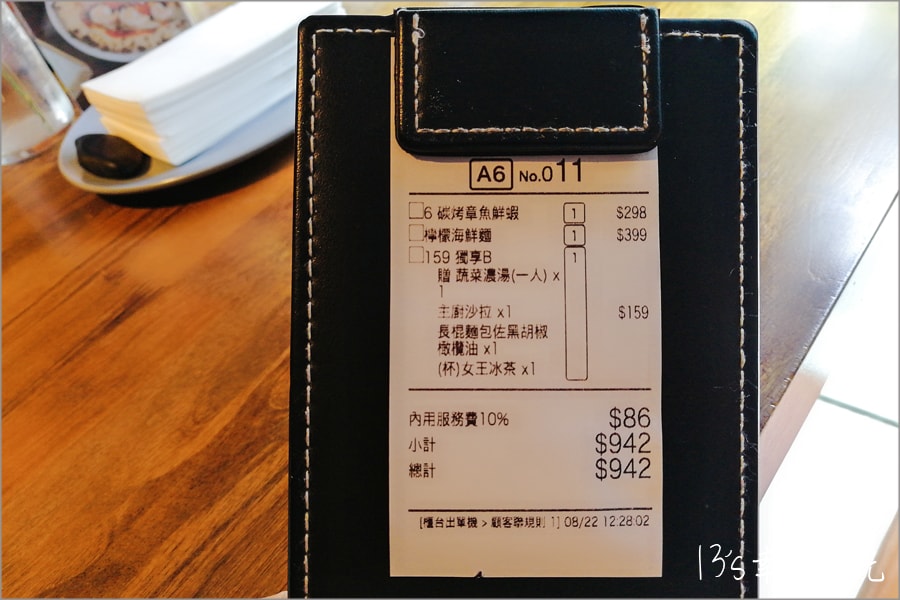 A6 No.011
6 碳烤章魚鮮蝦 1 $298
檸檬海鮮麵 1 $399
159 獨享B 1
贈 蔬菜濃湯(一人) x
1
主廚沙拉 x1 $159
長棍麵包佐黑胡椒
橄欖油 x1
(杯)女王冰茶 x1
內用服務費10% $86
小計 $942
總計 $942
[櫃台出單機 > 顧客聯規則 1] 08/22 12:28:02
13's